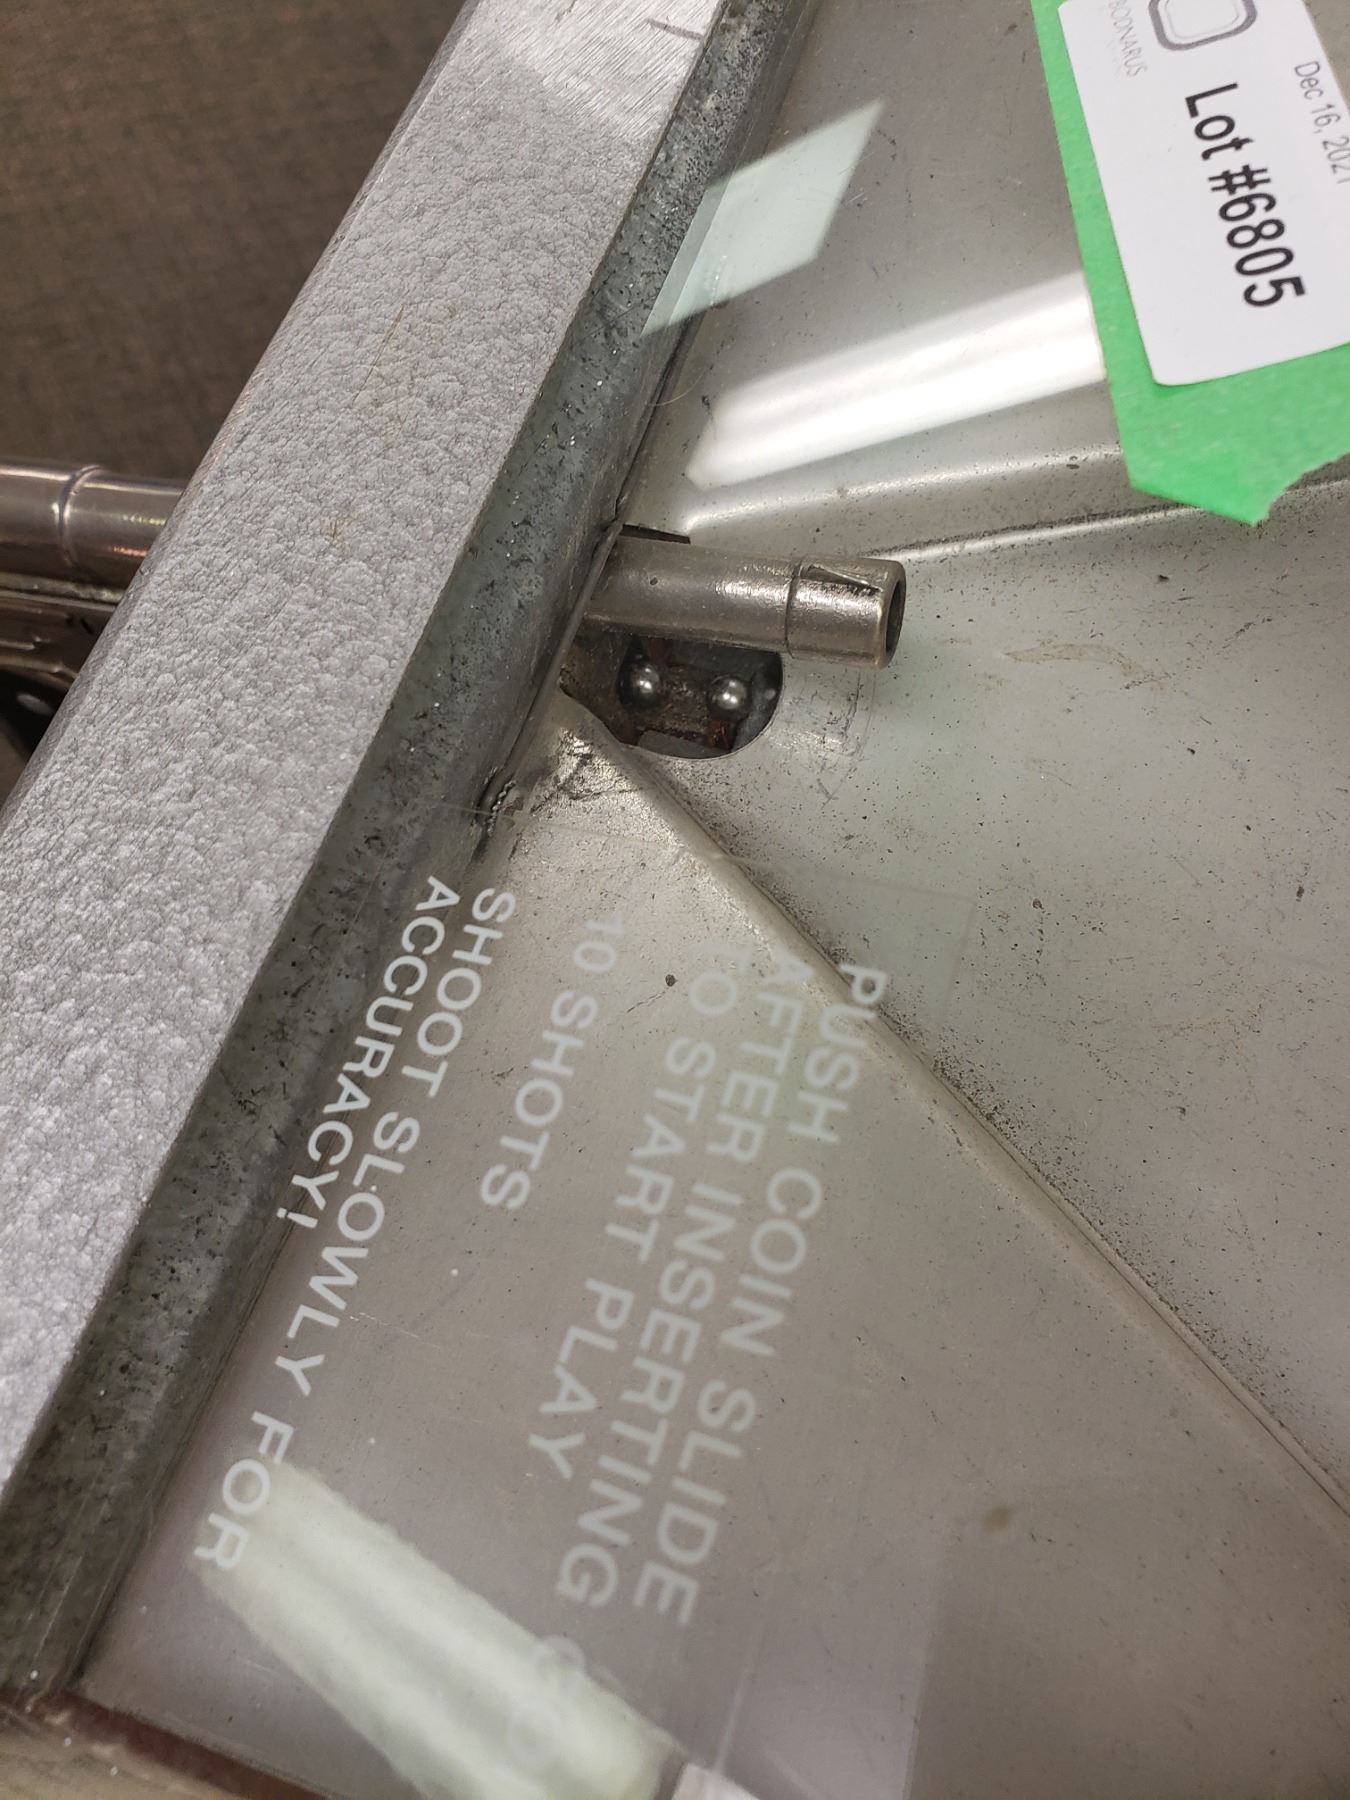 BODNARUS
Dec 16, 2021
Lot #6805
PUSH COIN SLIDE
AFTER INSERTING
TO START PLAY
10 SHOTS
SHOOT SLOWLY FOR
ACCURACY!